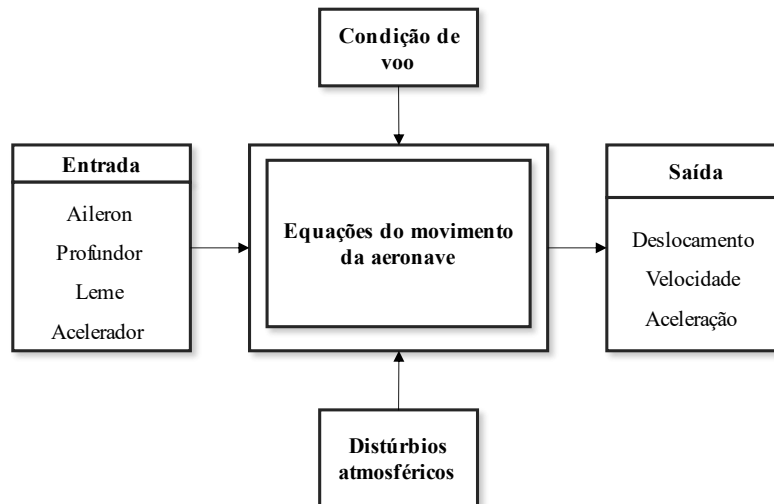 Condição de
voo
Entrada
Aileron
Profundor
Leme
Acelerador
Equações do movimento
da aeronave
Saída
Deslocamento
Velocidade
Aceleração
Distúrbios
atmosféricos